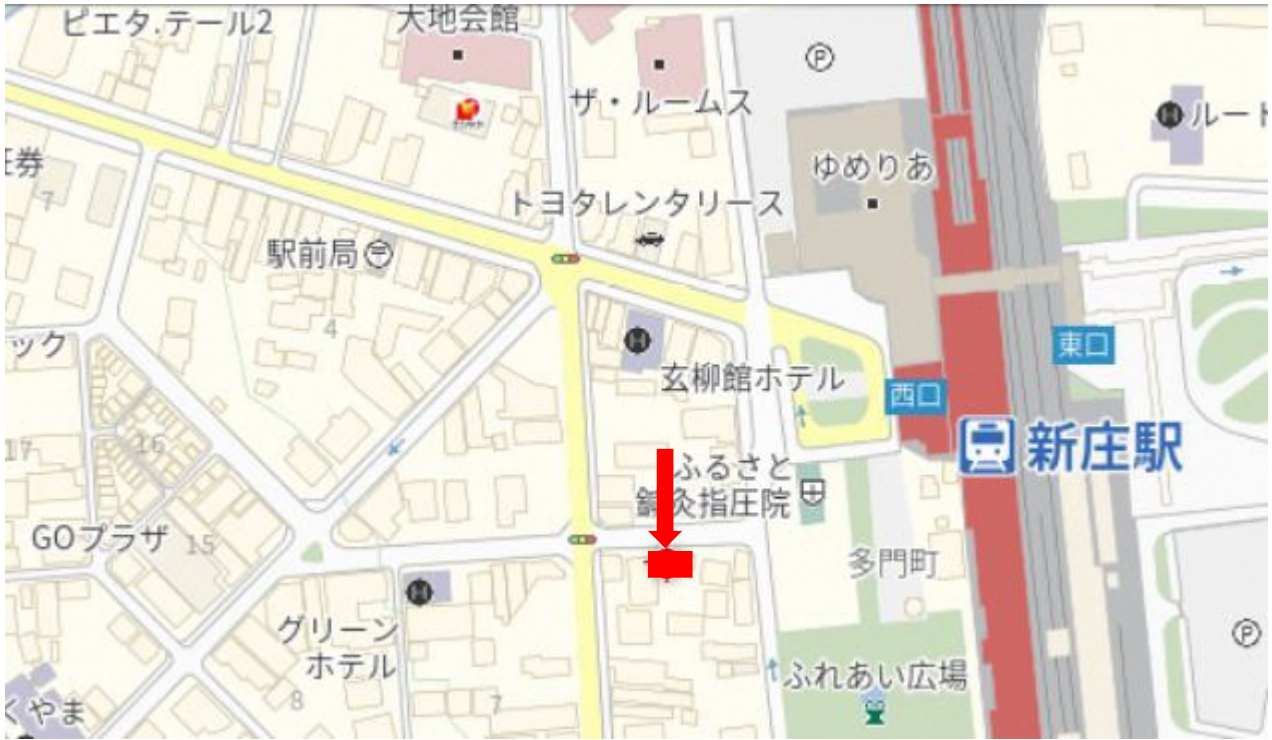 ピエタ.テール2
大地会館
Ⓟ
ザ・ルームス
Ⓗルート
証券
7
ゆめりあ
トヨタレンタリース
駅前局
4
ック
Ⓗ
玄柳館ホテル
東口
西口
新庄駅
17
16
ふるさと
鍼灸指圧院
GOプラザ
15
多門町
Ⓗ
グリーン
ホテル
Ⓟ
ふれあい広場
8
7
くやま